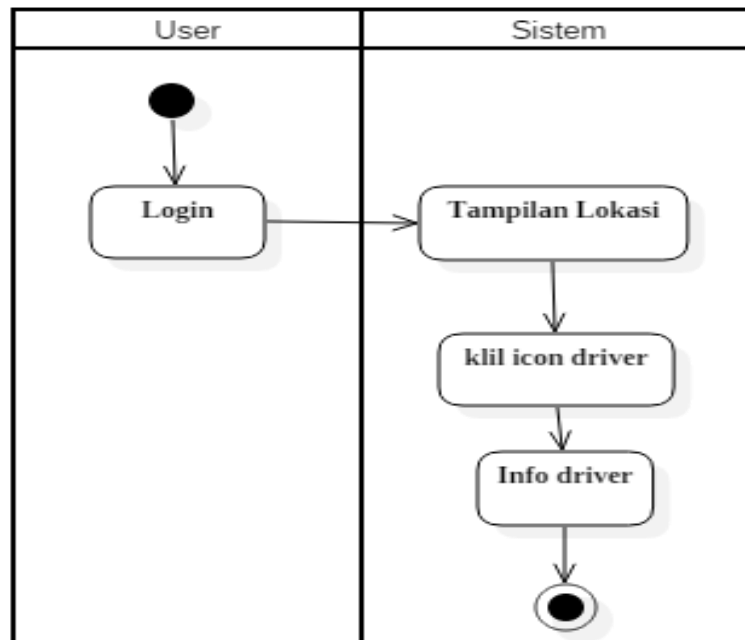 User
Sistem
Login
Tampilan Lokasi
klil icon driver
Info driver